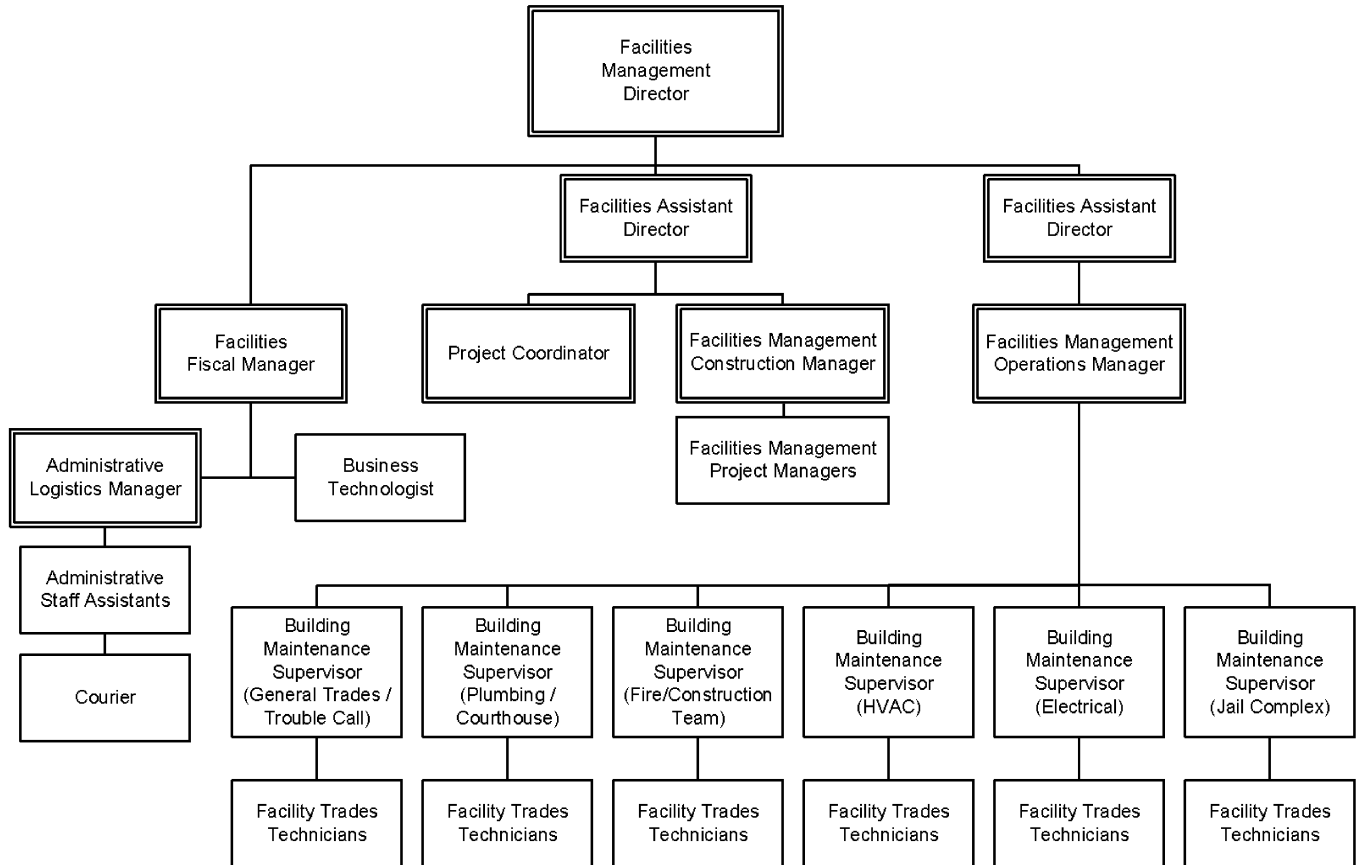 Facilities
Management
Director
Facilities Assistant
Director
Facilities Assistant
Director
Facilities
Fiscal Manager
Project Coordinator
Facilities Management
Construction Manager
Facilities Management
Operations Manager
Administrative
Logistics Manager
Business
Technologist
Facilities Management
Project Managers
Administrative
Staff Assistants
Courier
Building
Maintenance
Supervisor
(General Trades /
Trouble Call)
Building
Maintenance
Supervisor
(Plumbing /
Courthouse)
Building
Maintenance
Supervisor
(Fire/Construction
Team)
Building
Maintenance
Supervisor
(HVAC)
Building
Maintenance
Supervisor
(Electrical)
Building
Maintenance
Supervisor
(Jail Complex)
Facility Trades
Technicians
Facility Trades
Technicians
Facility Trades
Technicians
Facility Trades
Technicians
Facility Trades
Technicians
Facility Trades
Technicians